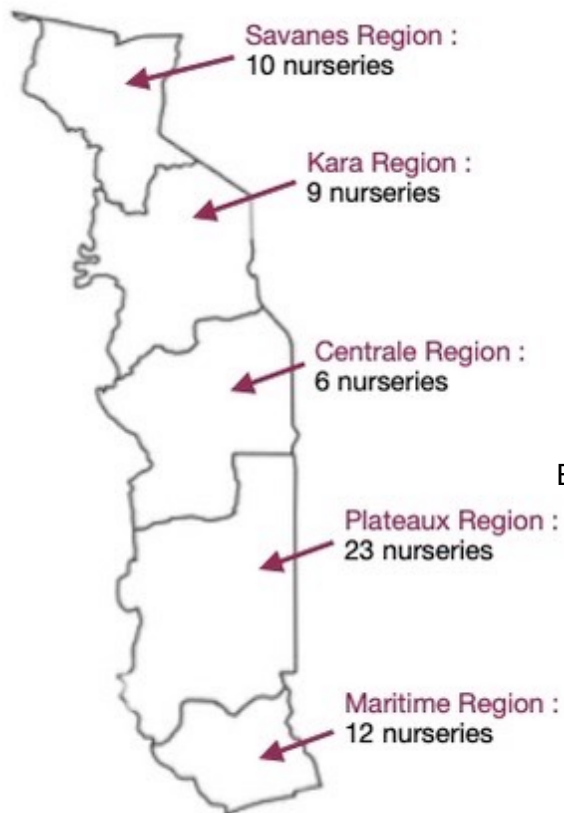 Savanes Region :
10 nurseries
Kara Region :
9 nurseries
Centrale Region :
6 nurseries
E
Plateaux Region :
23 nurseries
Maritime Region :
12 nurseries